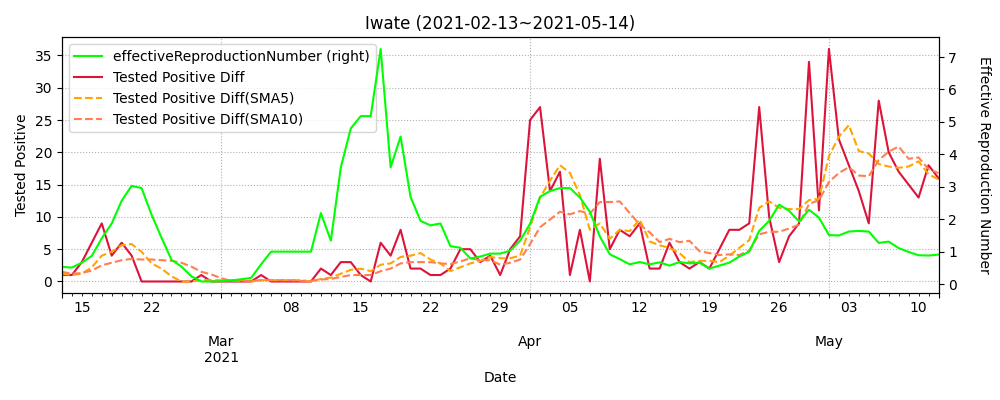 Iwate (2021-02-13~2021-05-14)
effectiveReproductionNumber (right)
Tested Positive Diff
Tested Positive Diff(SMA5)
Tested Positive Diff(SMA10)
Tested Positive
35
30
25
20
15
10
5
0
7
6
5
4
3
2
1
0
Effective Reproduction Number
15 22 08 15 22 29 05 12 19 26 03 10
Mar Apr May
2021
Date